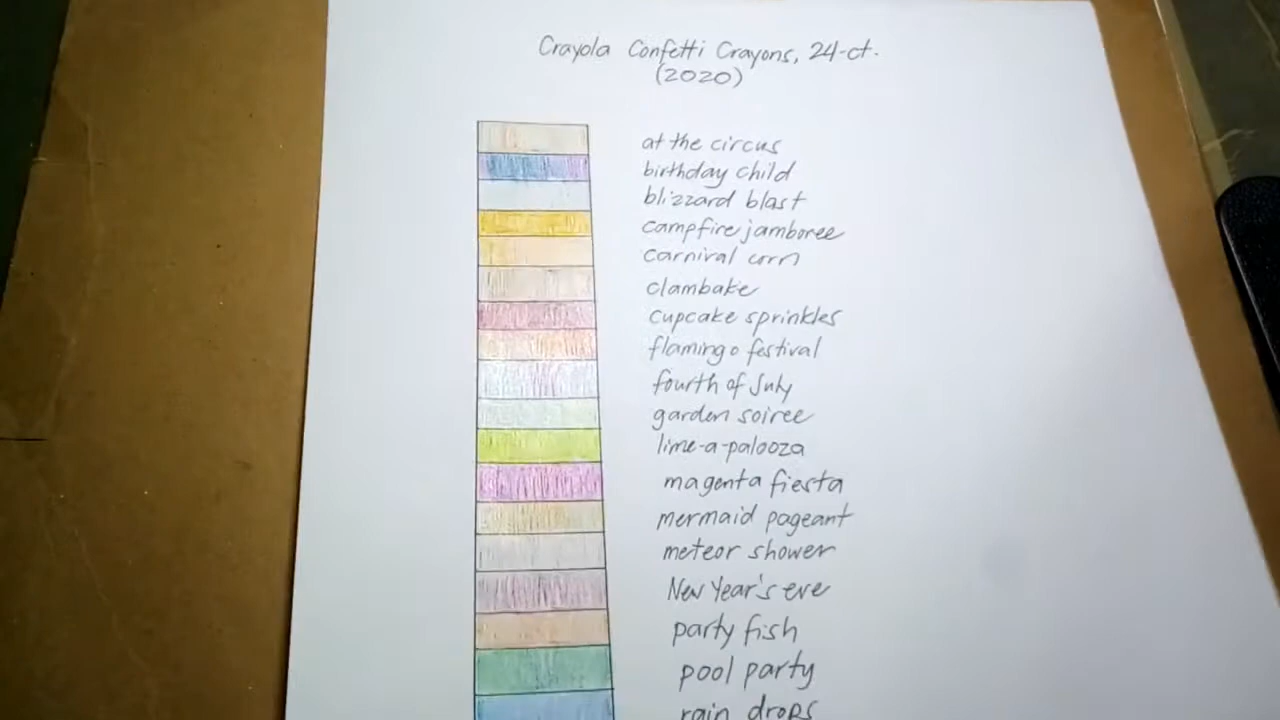 Crayola Confetti Crayons, 24-ct.
(2020)
at the circus
birthday child
blizzard blast
campfire jamboree
carnival corn
clambake
cupcake sprinkles
flamingo festival
fourth of July
garden soiree
lime-a-palooza
magenta fiesta
mermaid pageant
meteor shower
New Year's eve
party fish
pool party
rain drops